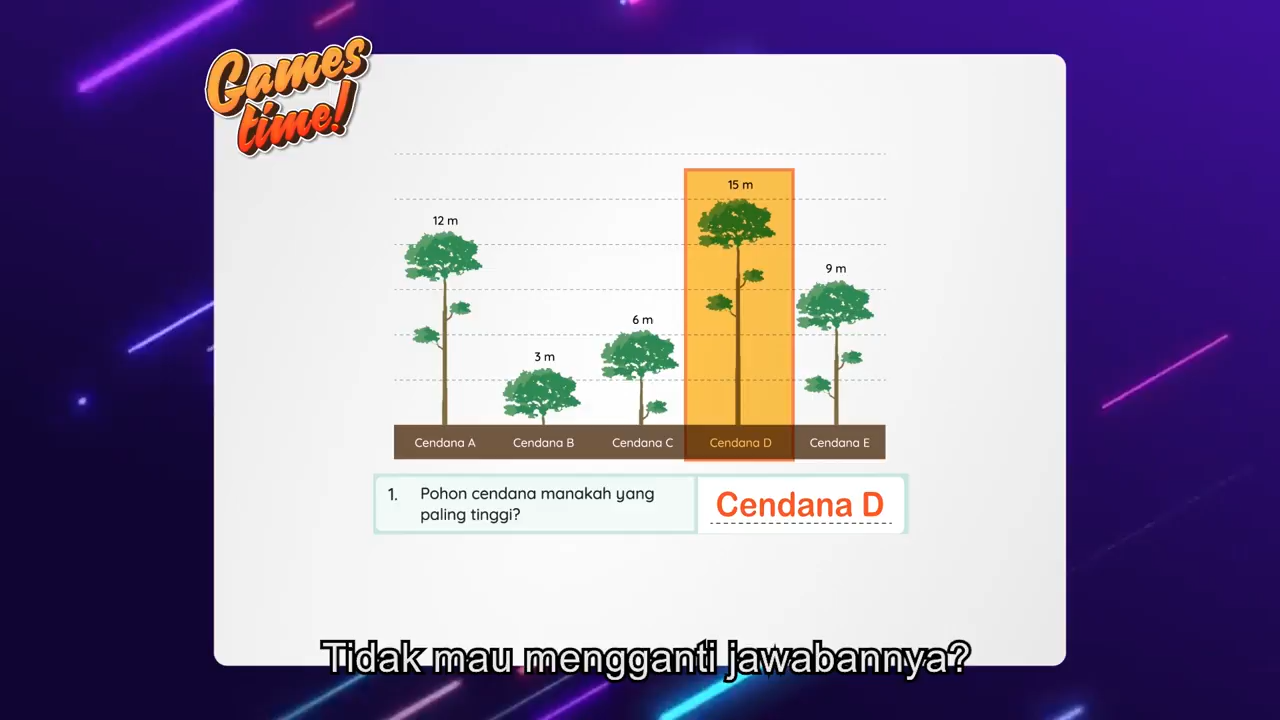 Games
time!
15 m
12 m
9 m
6 m
3 m
Cendana A
Cendana B
Cendana C
Cendana D
Cendana E
1. Pohon cendana manakah yang
paling tinggi?
Cendana D
Tidak mau mengganti jawabannya?